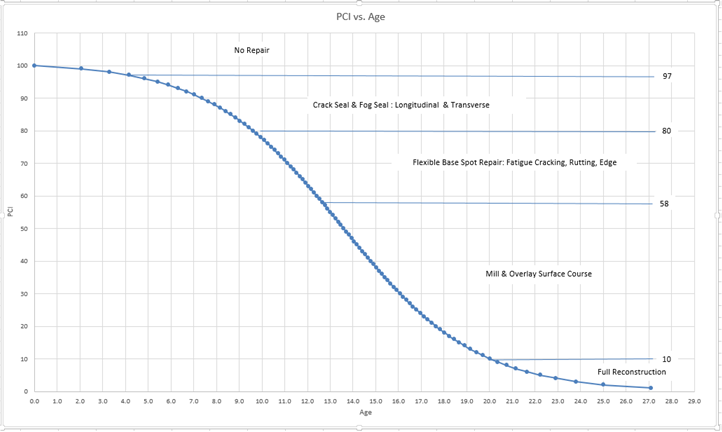 PCI vs. Age
110
No Repair
100
97
90
Crack Seal & Fog Seal : Longitudinal & Transverse
80
80
70
Flexible Base Spot Repair: Fatigue Cracking, Rutting, Edge
60
58
PCI
50
40
Mill & Overlay Surface Course
30
20
10
10
Full Reconstruction
0
0.0 1.0 2.0 3.0 4.0 5.0 6.0 7.0 8.0 9.0 10.0 11.0 12.0 13.0 14.0 15.0 16.0 17.0 18.0 19.0 20.0 21.0 22.0 23.0 24.0 25.0 26.0 27.0 28.0 29.0
Age